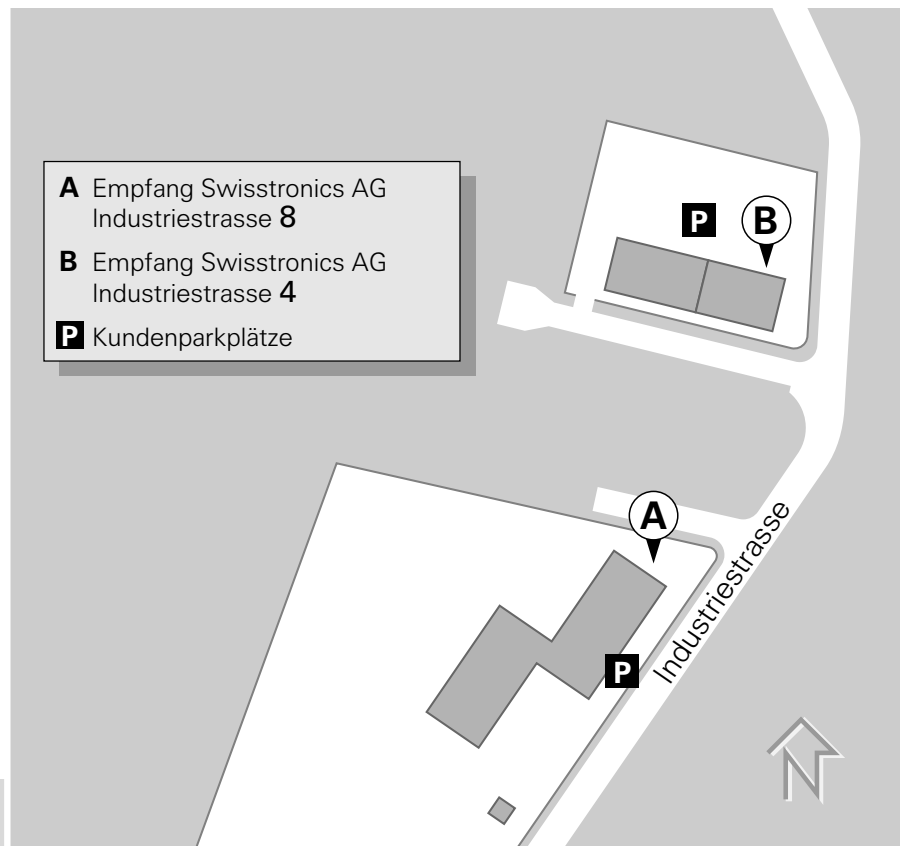 A Empfang Swisstronics AG
Industriestrasse 8
B Empfang Swisstronics AG
Industriestrasse 4
P Kundenparkplätze
P
B
A
P
Industriestrasse
N